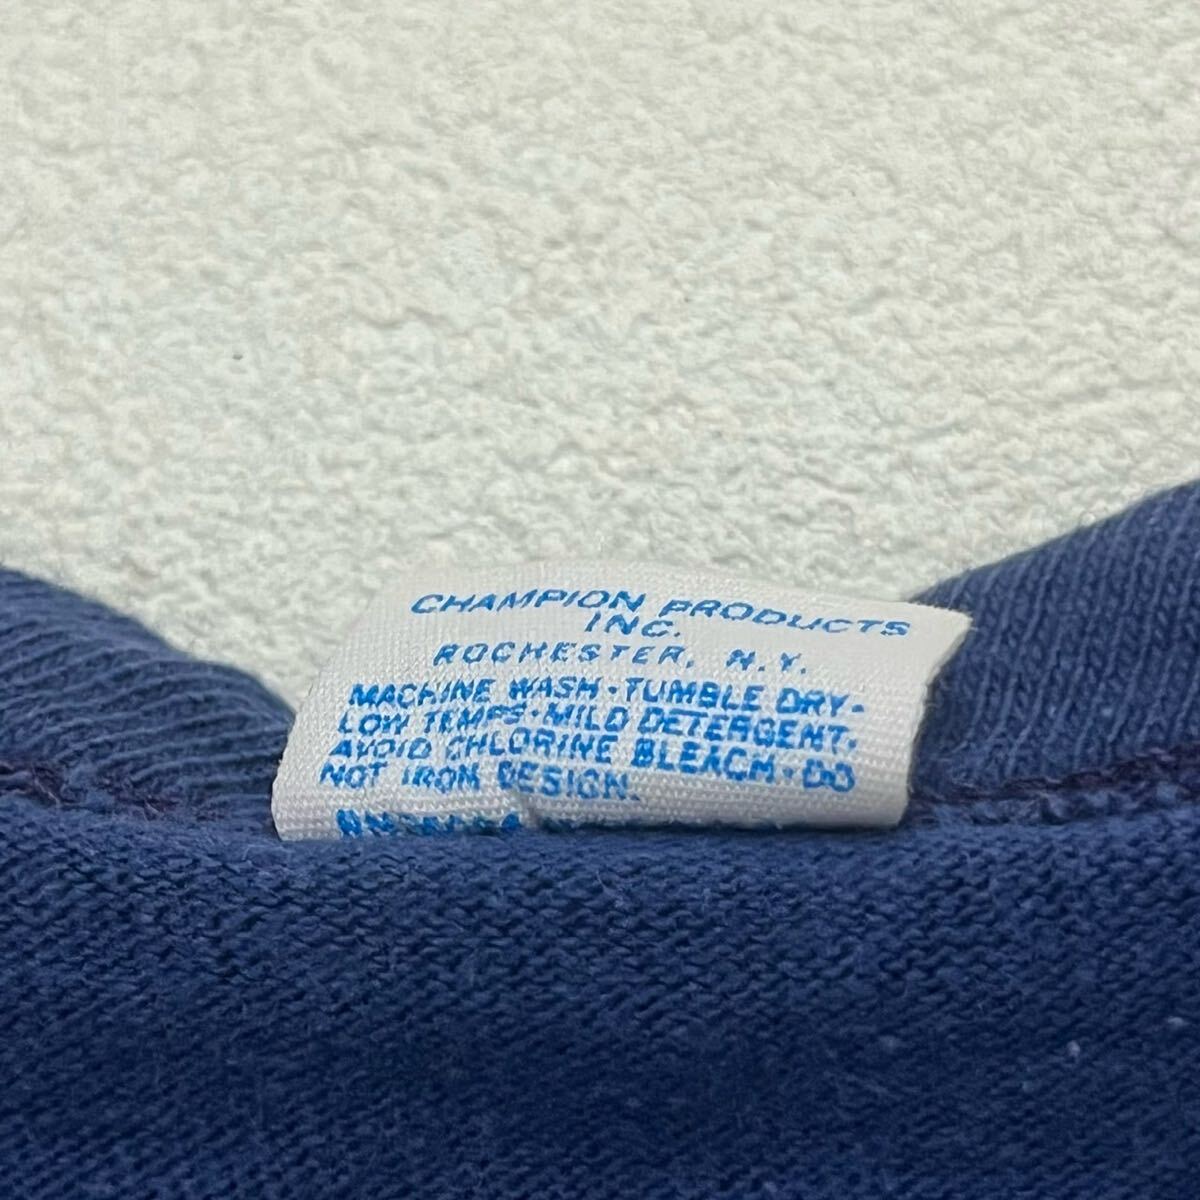 CHAMPION PRODUCTS
INC.
ROCHESTER, N.Y.
MACHINE WASH·TUMBLE DRY-
LOW TEMPS·MILD DETERGENT.
AVOID CHLORINE BLEACH·DO
NOT IRON DESIGN.